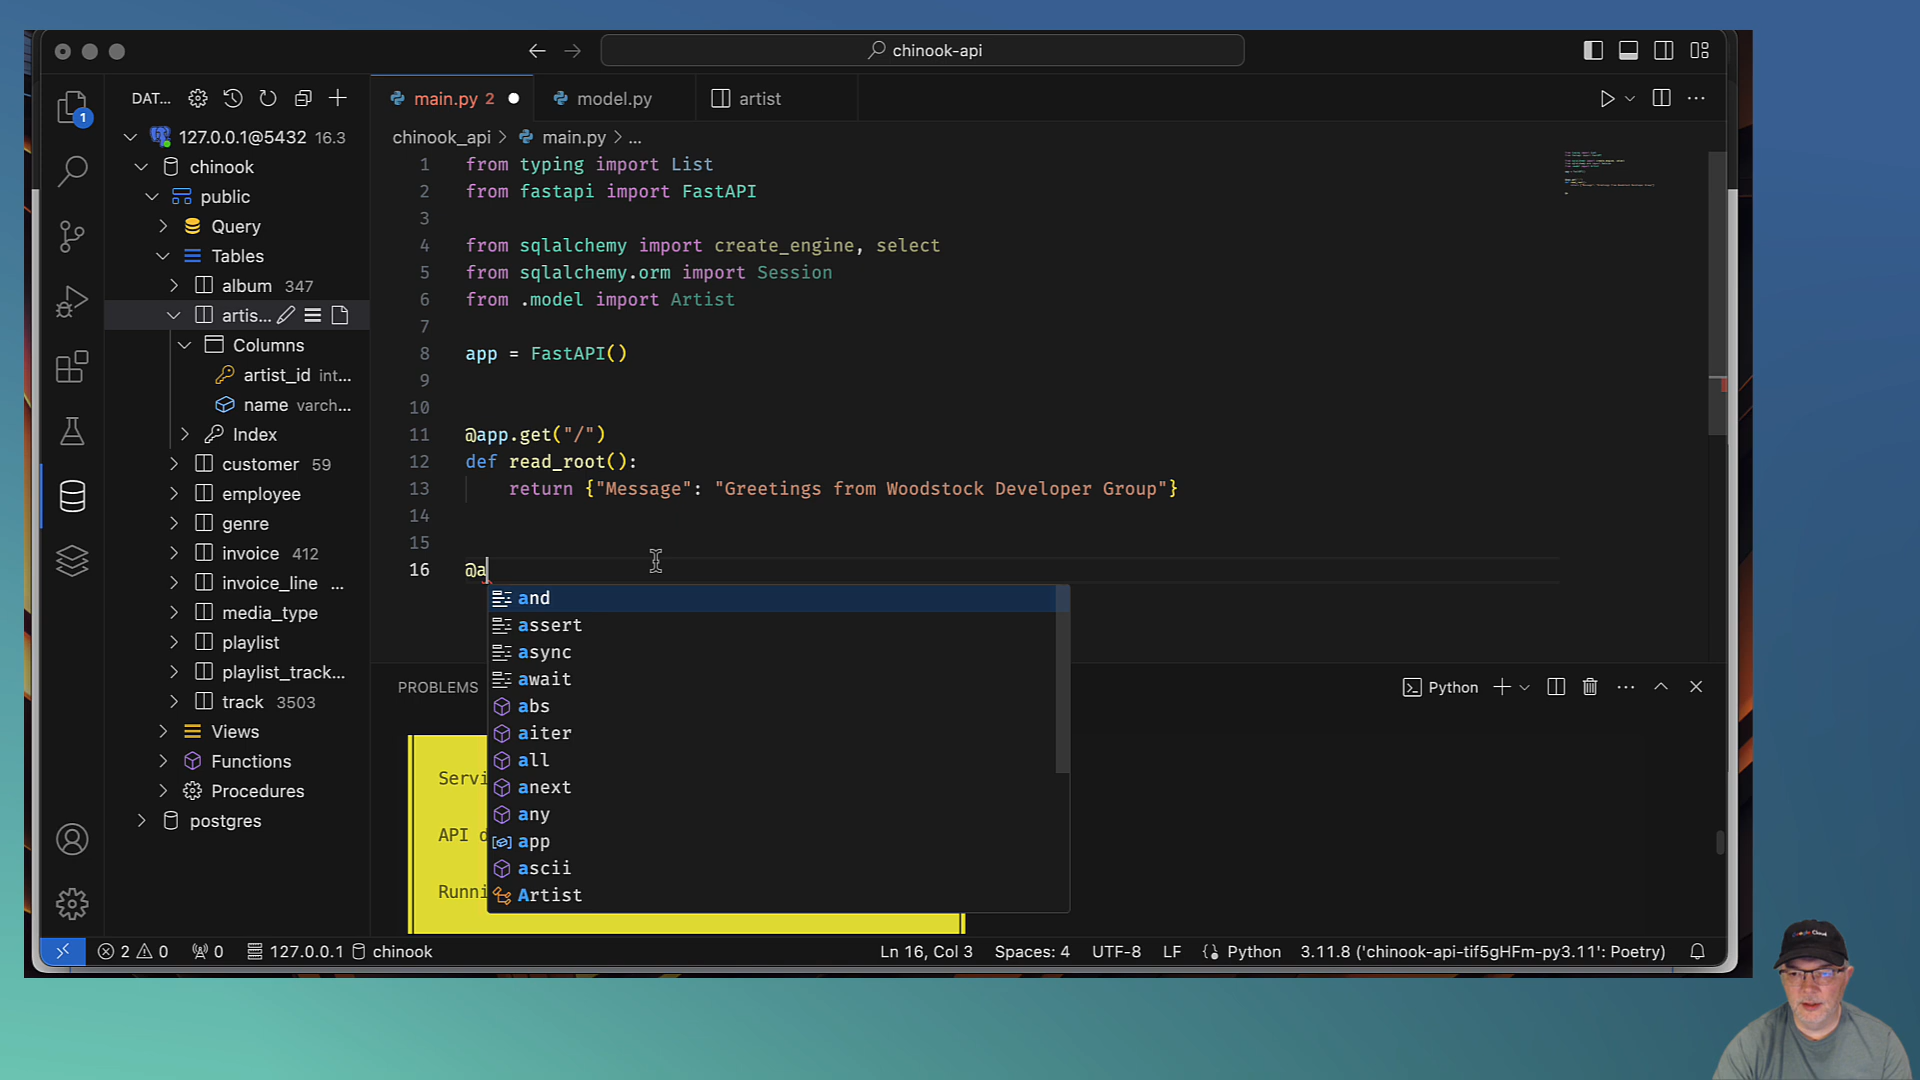 chinook-api
DAT...
main.py 2
model.py
artist
1
127.0.0.1@5432 16.3
chinook
public
Query
Tables
album 347
artis...
Columns
artist_id int...
name varch...
Index
customer 59
employee
genre
invoice 412
invoice_line ...
media_type
playlist
playlist_track...
track 3503
Views
Functions
Procedures
postgres
chinook_api > main.py > ...
1 from typing import List
2 from fastapi import FastAPI
3
4 from sqlalchemy import create_engine, select
5 from sqlalchemy.orm import Session
6 from .model import Artist
7
8 app = FastAPI()
9
10
11 @app.get("/")
12 def read_root():
13 return {"Message": "Greetings from Woodstock Developer Group"}
14
15
16 @a
and
assert
async
await
abs
aiter
all
anext
any
app
ascii
Artist
PROBLEMS
Python
Servi
API d
Runni
2 0
0
127.0.0.1 chinook
Ln 16, Col 3
Spaces: 4
UTF-8
LF
Python
3.11.8 ('chinook-api-tif5gHFm-py3.11': Poetry)
Google Cloud